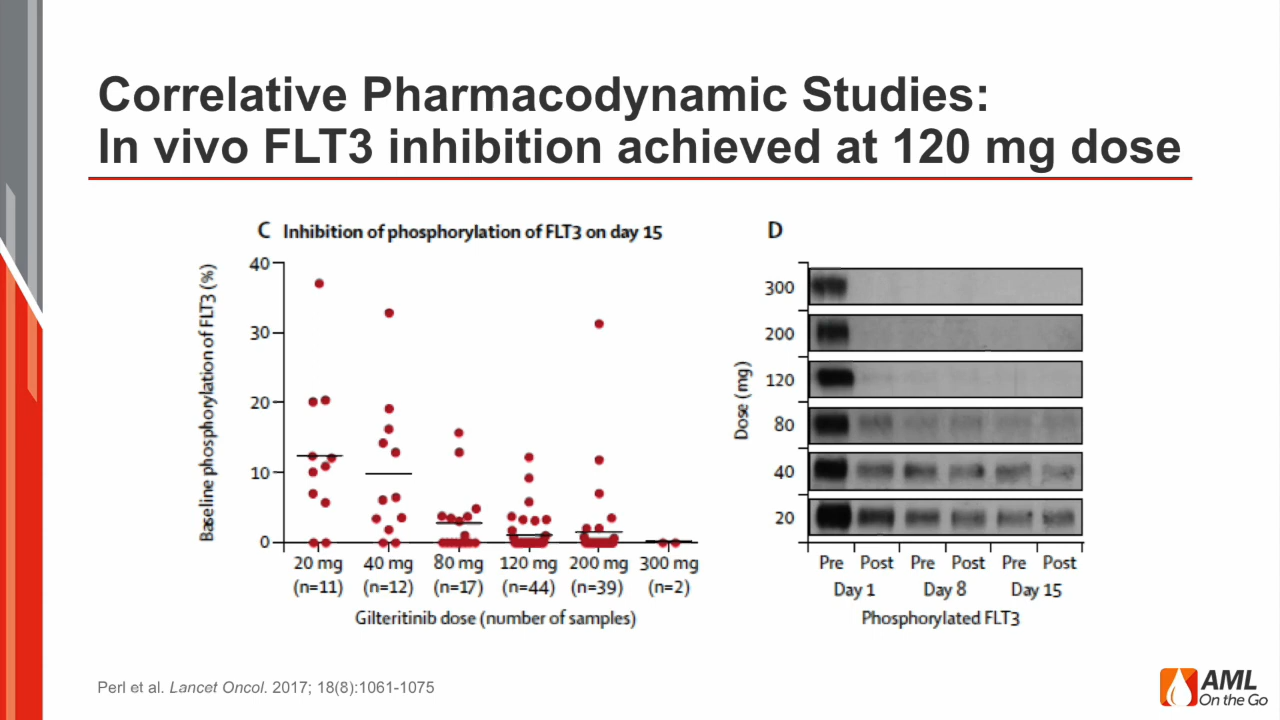 Correlative Pharmacodynamic Studies:
In vivo FLT3 inhibition achieved at 120 mg dose
C Inhibition of phosphorylation of FLT3 on day 15
Baseline phosphorylation of FLT3 (%)
40
30
20
10
0
20 mg 40 mg 80 mg 120 mg 200 mg 300 mg
(n=11) (n=12) (n=17) (n=44) (n=39) (n=2)
Gilteritinib dose (number of samples)
D
Dose (mg)
300
200
120
80
40
20
Pre Post Pre Post Pre Post
Day 1 Day 8 Day 15
Phosphorylated FLT3
Perl et al. Lancet Oncol. 2017; 18(8):1061-1075
AML
On the Go